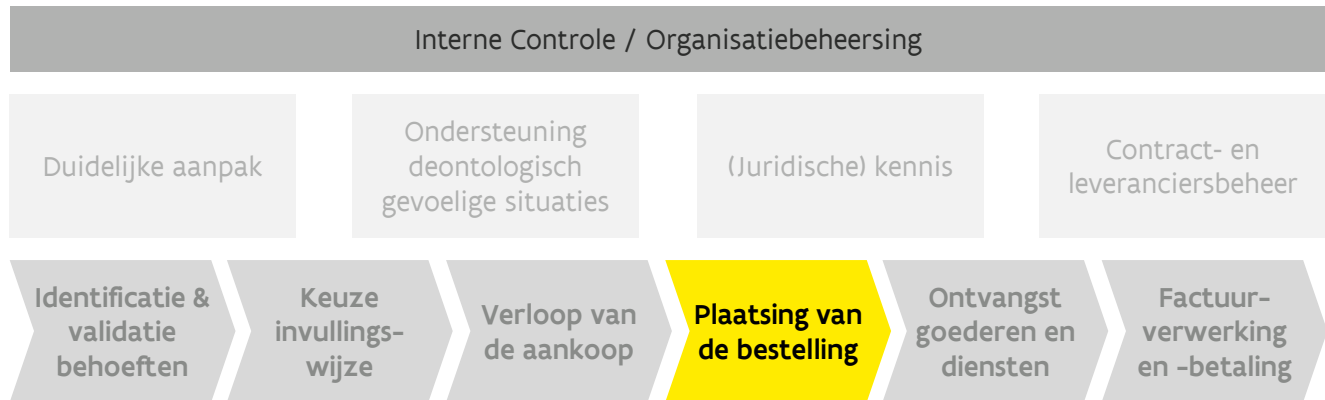 Interne Controle / Organisatiebeheersing
Duidelijke aanpak
Ondersteuning
deontologisch
gevoelige situaties
(Juridische) kennis
Contract- en
leveranciersbeheer
Identificatie &
validatie
behoeften
Keuze
invullings-
wijze
Verloop van
de aankoop
Plaatsing van
de bestelling
Ontvangst
goederen en
diensten
Factuur-
verwerking
en -betaling